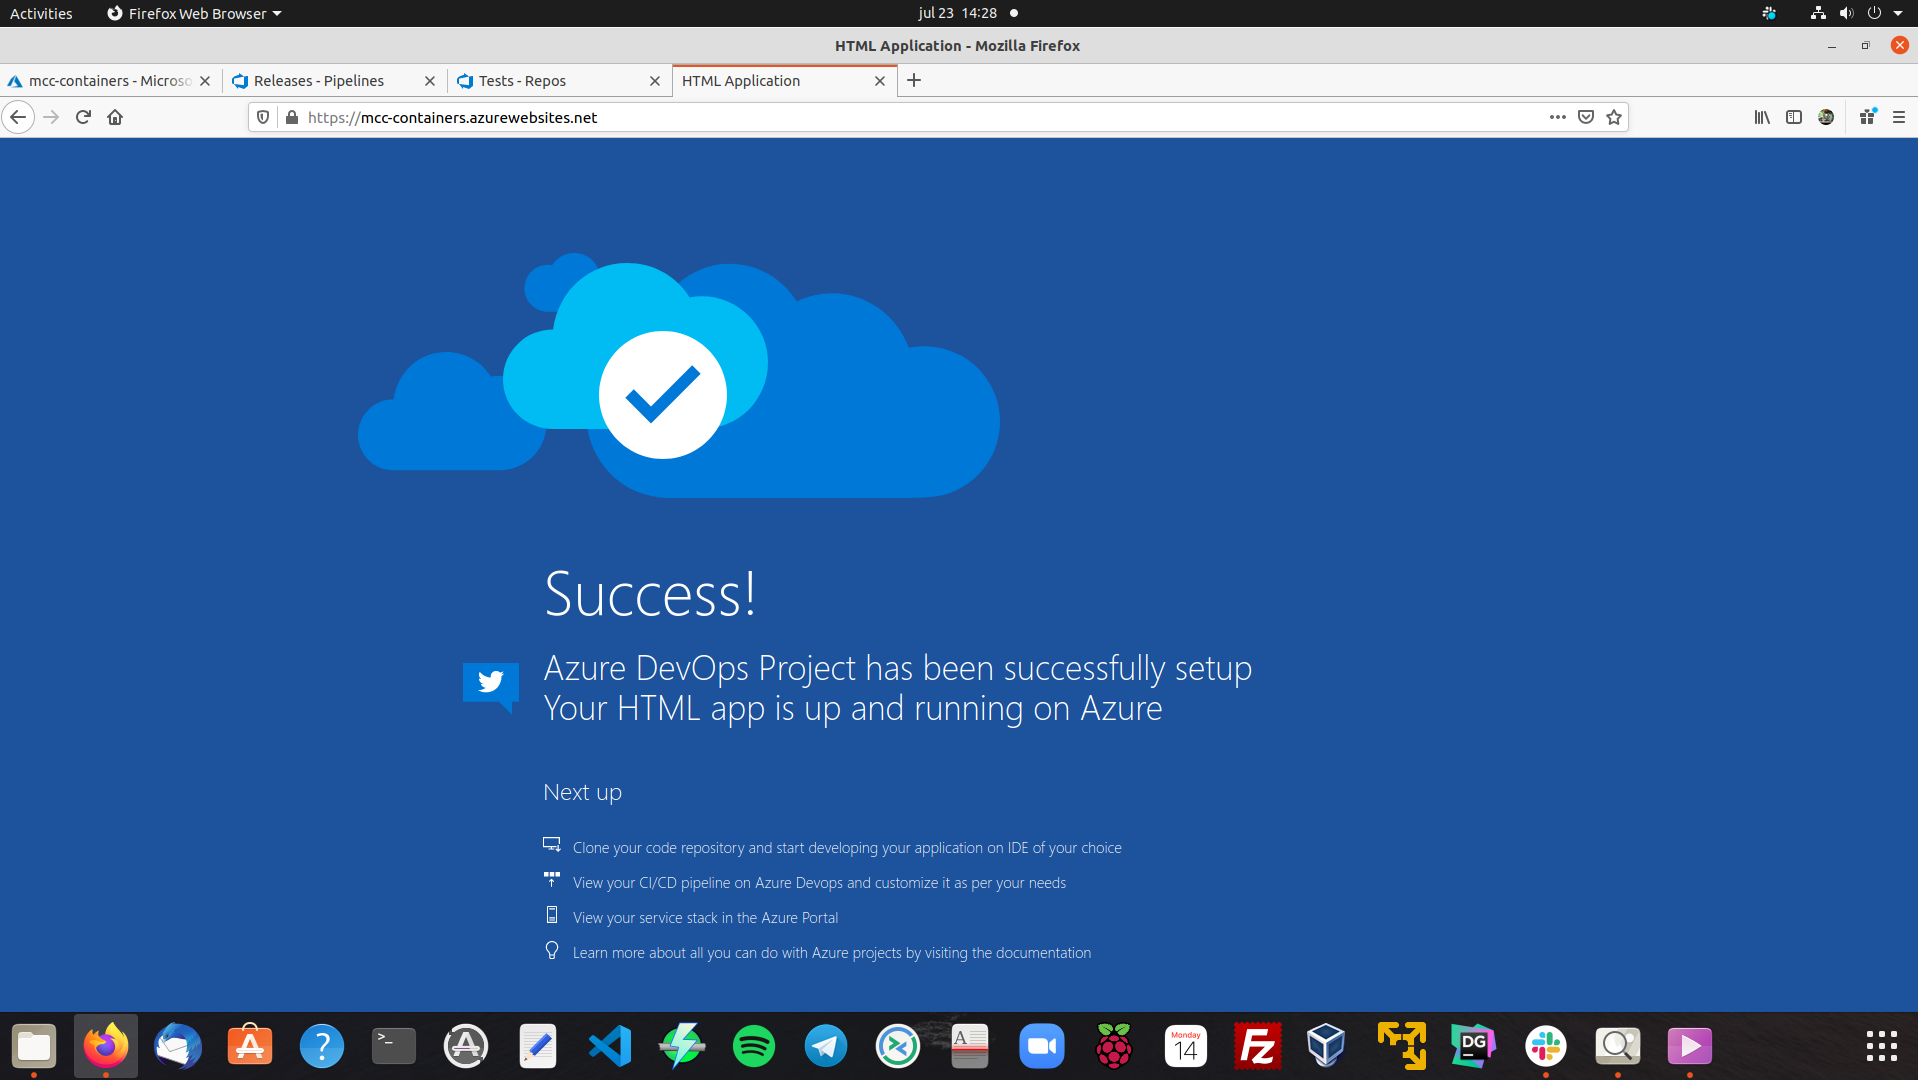 Activities
Firefox Web Browser
jul 23 14:28
HTML Application - Mozilla Firefox
mcc-containers - Microso
Releases - Pipelines
Tests - Repos
HTML Application
https://mcc-containers.azurewebsites.net
Success!
Azure DevOps Project has been successfully setup
Your HTML app is up and running on Azure
Next up
Clone your code repository and start developing your application on IDE of your choice
View your CI/CD pipeline on Azure Devops and customize it as per your needs
View your service stack in the Azure Portal
Learn more about all you can do with Azure projects by visiting the documentation
?
>_
A
Monday
14
FZ
DG